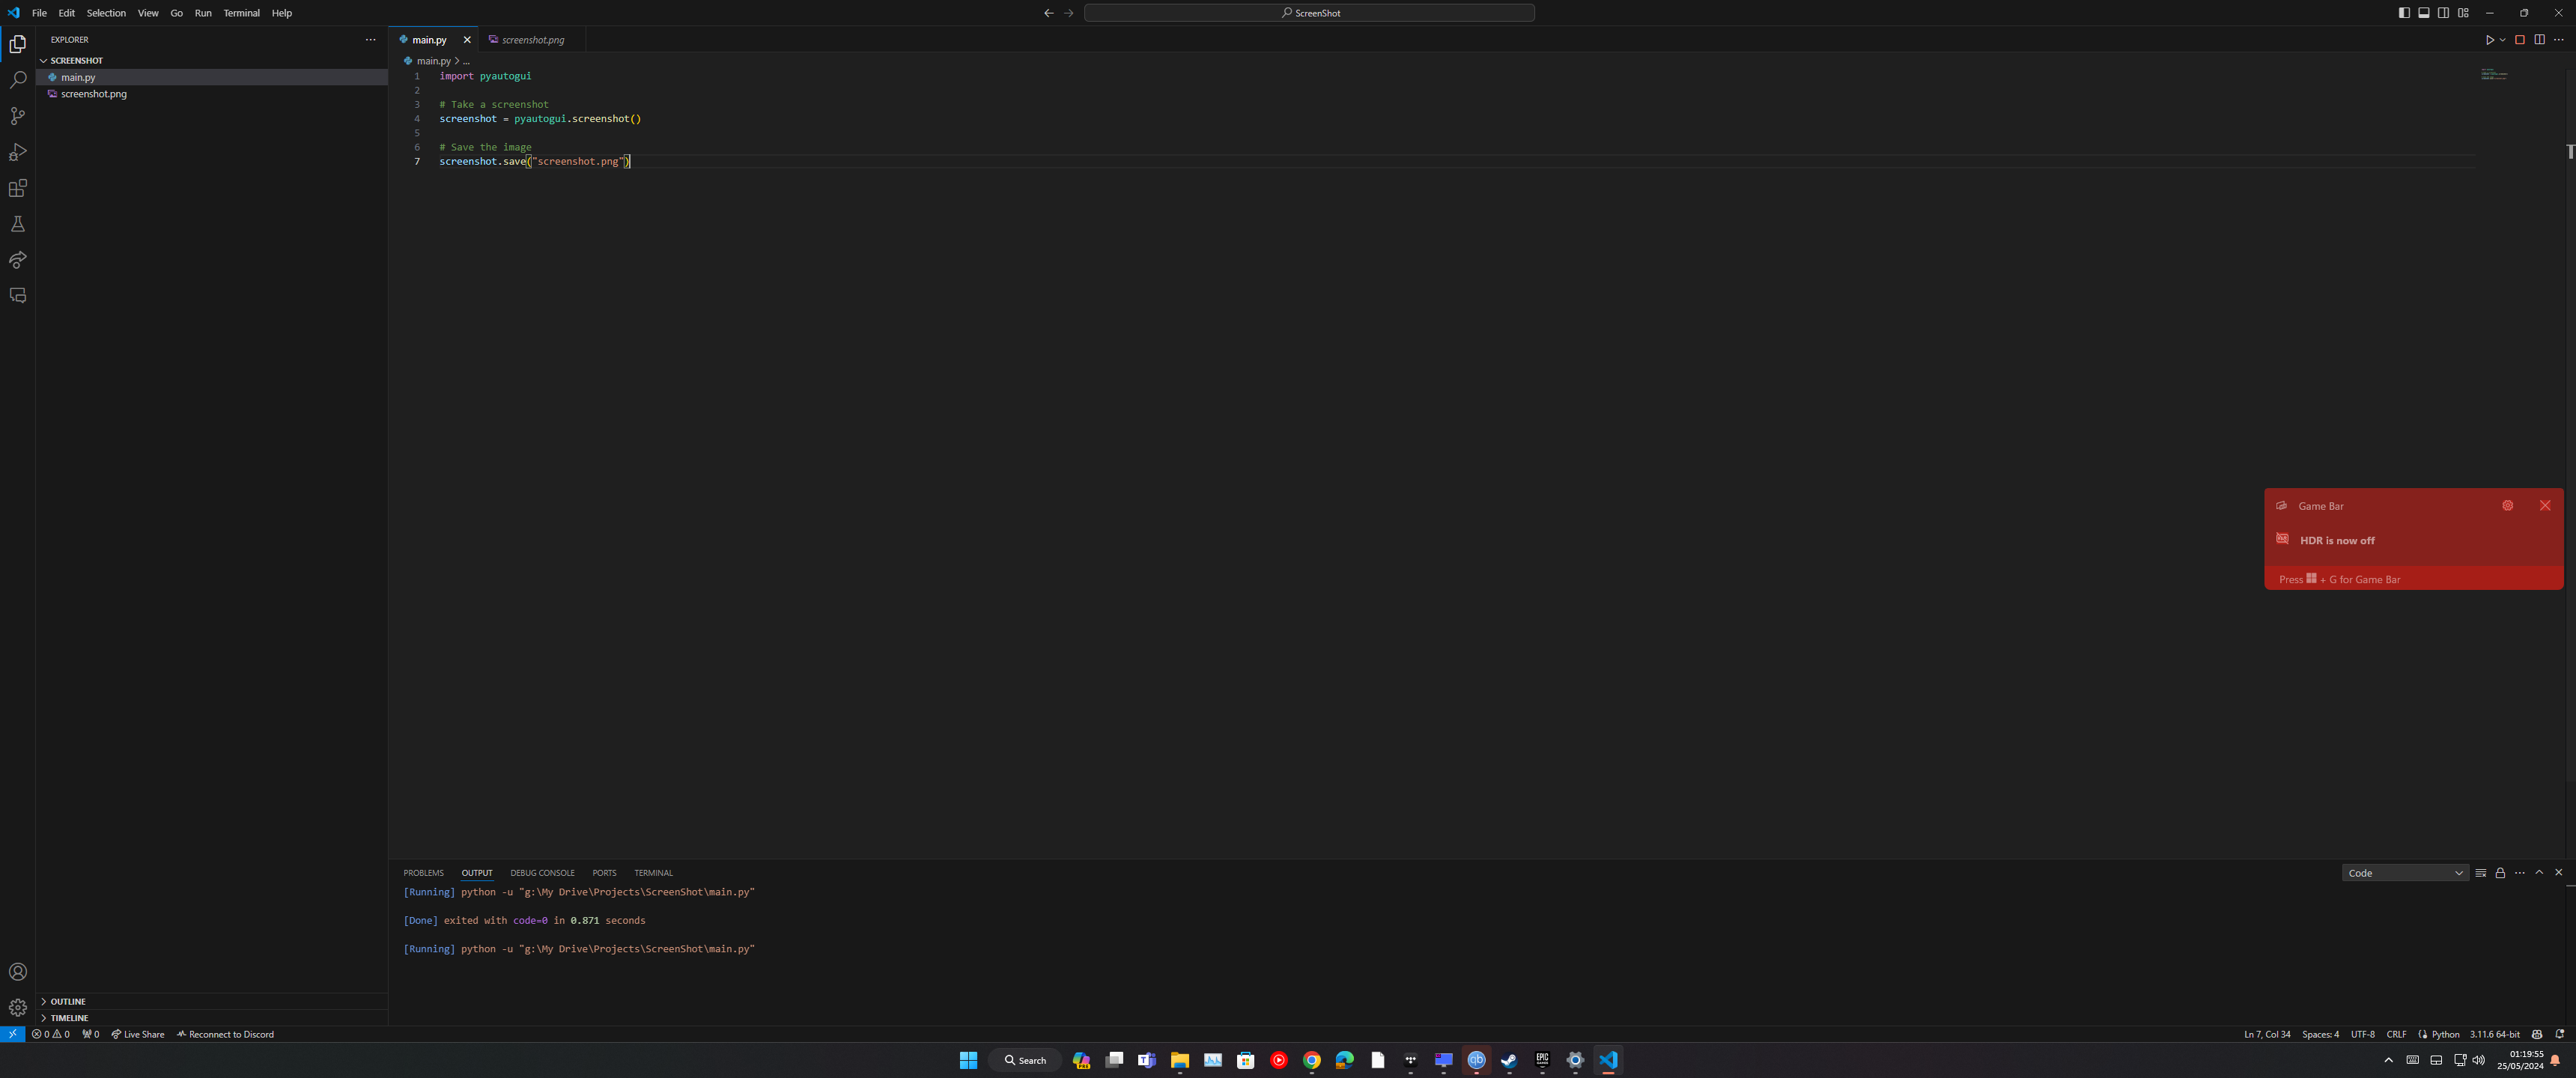 File Edit Selection View Go Run Terminal Help
ScreenShot
EXPLORER
SCREENSHOT
main.py
screenshot.png
main.py
screenshot.png
main.py > ...
1 import pyautogui
2
3 # Take a screenshot
4 screenshot = pyautogui.screenshot()
5
6 # Save the image
7 screenshot.save("screenshot.png")
Game Bar
HDR is now off
Press + G for Game Bar
PROBLEMS OUTPUT DEBUG CONSOLE PORTS TERMINAL
Code
[Running] python -u "g:\My Drive\Projects\ScreenShot\main.py"
[Done] exited with code=0 in 0.871 seconds
[Running] python -u "g:\My Drive\Projects\ScreenShot\main.py"
OUTLINE
TIMELINE
0 0 0 Live Share Reconnect to Discord
Ln 7, Col 34 Spaces: 4 UTF-8 CRLF Python 3.11.6 64-bit
Search
qb
EPIC GAMES
01:19:55
25/05/2024